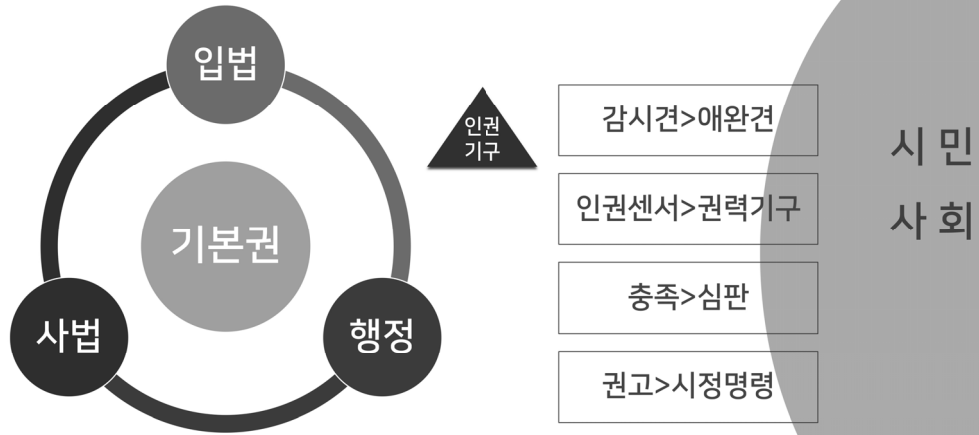 입법
기본권
사법
행정
인권
기구
감시견>애완견
인권센서>권력기구
충족>심판
권고>시정명령
시 민
사 회